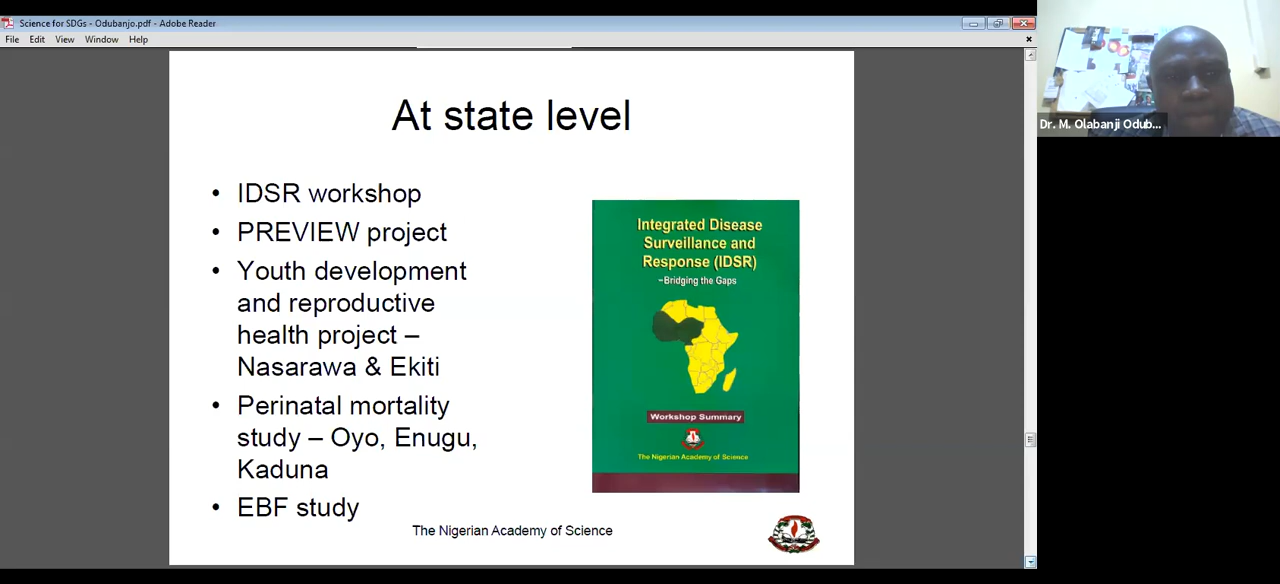 Science for SDGs - Odubanjo.pdf - Adobe Reader
File Edit View Window Help
Dr. M. Olabanji Odub...
At state level
• IDSR workshop
• PREVIEW project
• Youth development
and reproductive
health project –
Nasarawa & Ekiti
• Perinatal mortality
study – Oyo, Enugu,
Kaduna
• EBF study
Integrated Disease
Surveillance and
Response (IDSR)
–Bridging the Gaps
Workshop Summary
The Nigerian Academy of Science
The Nigerian Academy of Science